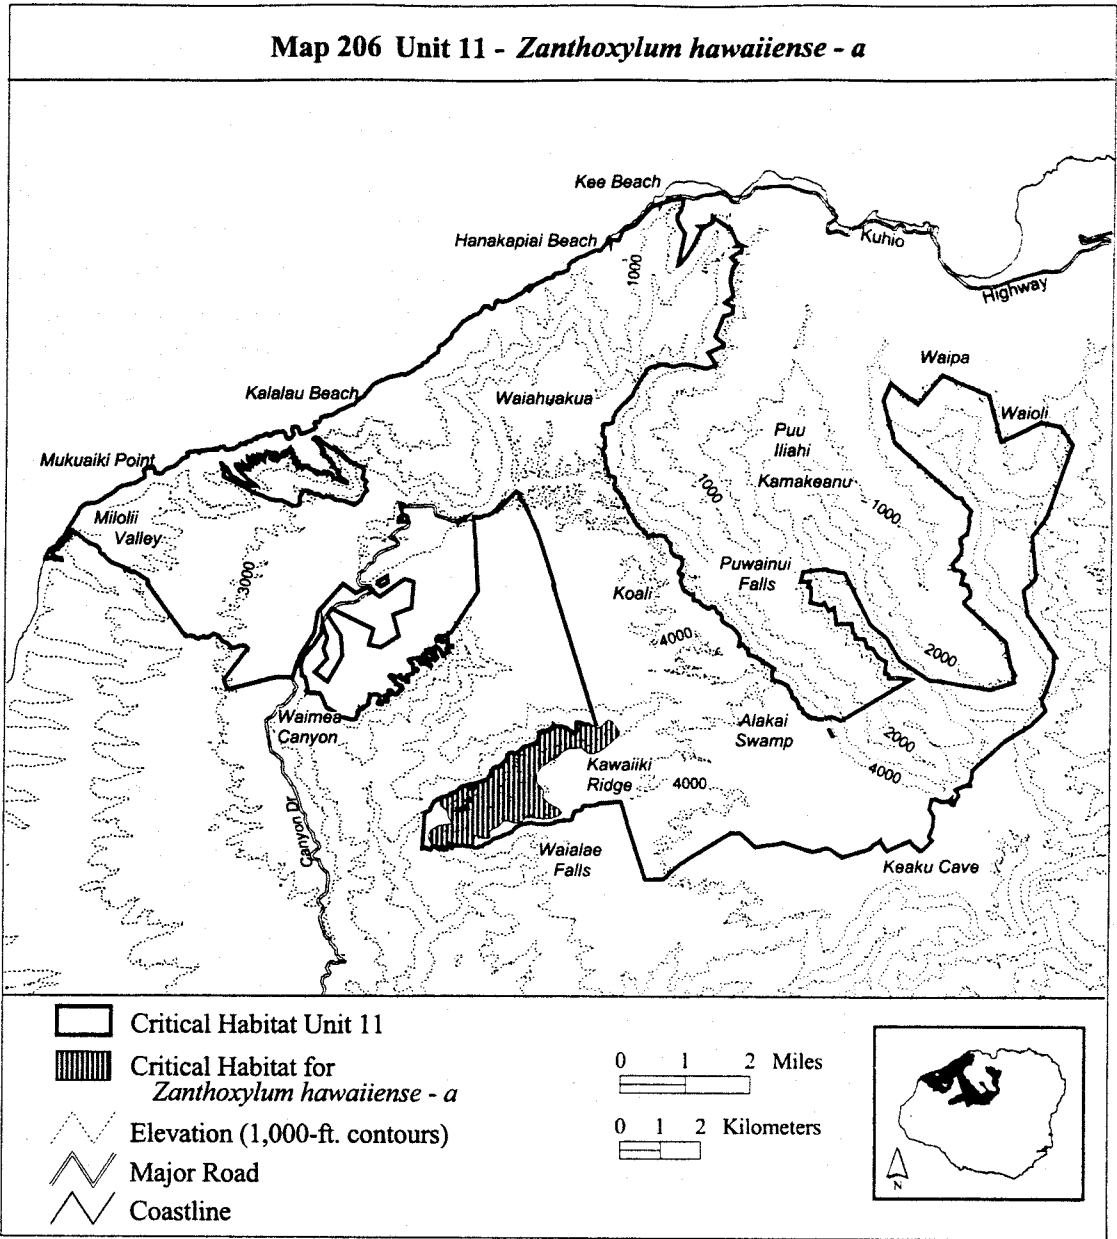 Map 206 Unit 11 - Zanthoxylum hawaiiense - a
Kee Beach
Hanakapiai Beach
1000
Kuhio
Highway
Waipa
Kalalau Beach
Waiahuakua
Waioli
Puu
Iliahi
Mukuaiki Point
Kamakeanu
1000
1000
Milolii
Valley
Puwainui
Falls
3000
Koali
4000
2000
Waimea
Canyon
Alakai
Swamp
2000
Kawaiiki
Ridge
4000
4000
Canyon Dr
Waialae
Falls
Keaku Cave
Critical Habitat Unit 11
Critical Habitat for
Zanthoxylum hawaiiense - a
Elevation (1,000-ft. contours)
Major Road
Coastline
0 1 2 Miles
0 1 2 Kilometers
N